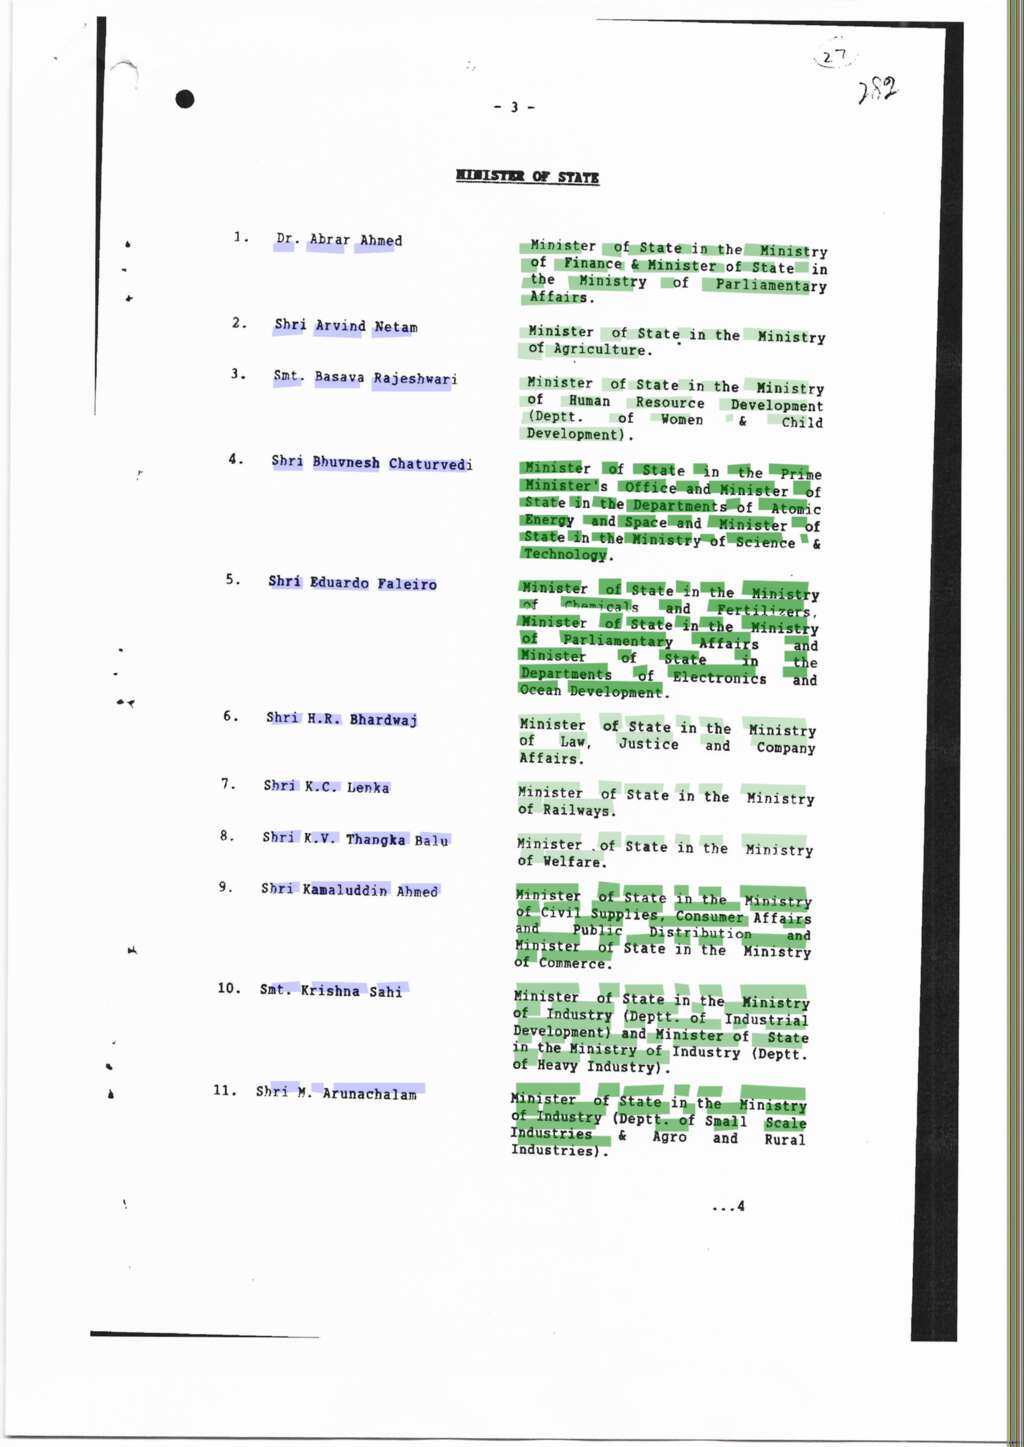 27
282
- 3 -
MINISTER OF STATE
1. Dr. Abrar Ahmed
Minister of State in the Ministry
of Finance & Minister of State in
the Ministry of Parliamentary
Affairs.
2. Shri Arvind Netam
Minister of State in the Ministry
of Agriculture.
3. Smt. Basava Rajeshwari
Minister of State in the Ministry
of Human Resource Development
(Deptt. of Women & Child
Development).
4. Shri Bhuvnesh Chaturvedi
Minister of State in the Prime
Minister's Office and Minister of
State in the Departments of Atomic
Energy and Space and Minister of
State in the Ministry of Science &
Technology.
5. Shri Eduardo Faleiro
Minister of State in the Ministry
of Chemicals and Fertilizers,
Minister of State in the Ministry
of Parliamentary Affairs and
Minister of State in the
Departments of Electronics and
Ocean Development.
6. Shri H.R. Bhardwaj
Minister of State in the Ministry
of Law, Justice and Company
Affairs.
7. Shri K.C. Lenka
Minister of State in the Ministry
of Railways.
8. Shri K.V. Thangka Balu
Minister of State in the Ministry
of Welfare.
9. Shri Kamaluddin Ahmed
Minister of State in the Ministry
of Civil Supplies, Consumer Affairs
and Public Distribution and
Minister of State in the Ministry
of Commerce.
10. Smt. Krishna Sahi
Minister of State in the Ministry
of Industry (Deptt. of Industrial
Development) and Minister of State
in the Ministry of Industry (Deptt.
of Heavy Industry).
11. Shri M. Arunachalam
Minister of State in the Ministry
of Industry (Deptt. of Small Scale
Industries & Agro and Rural
Industries).
...4